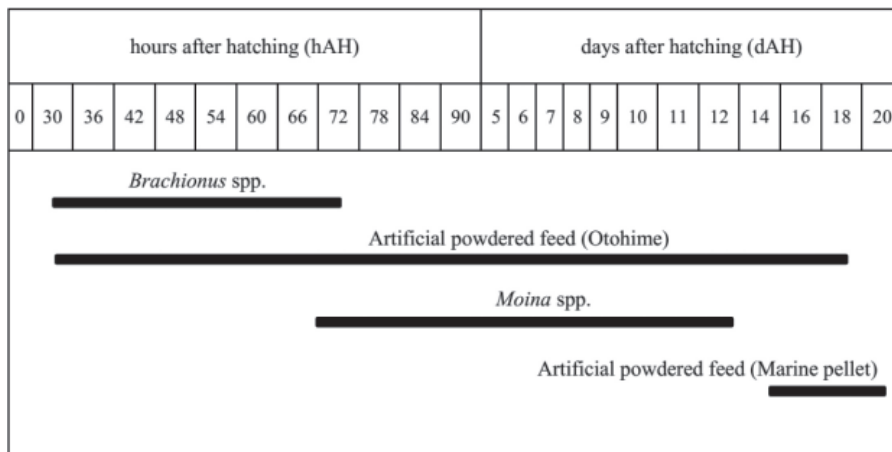 hours after hatching (hAH) days after hatching (dAH)
0 30 36 42 48 54 60 66 72 78 84 90 5 6 7 8 9 10 11 12 14 16 18 20
Brachionus spp.
Artificial powdered feed (Otohime)
Moina spp.
Artificial powdered feed (Marine pellet)